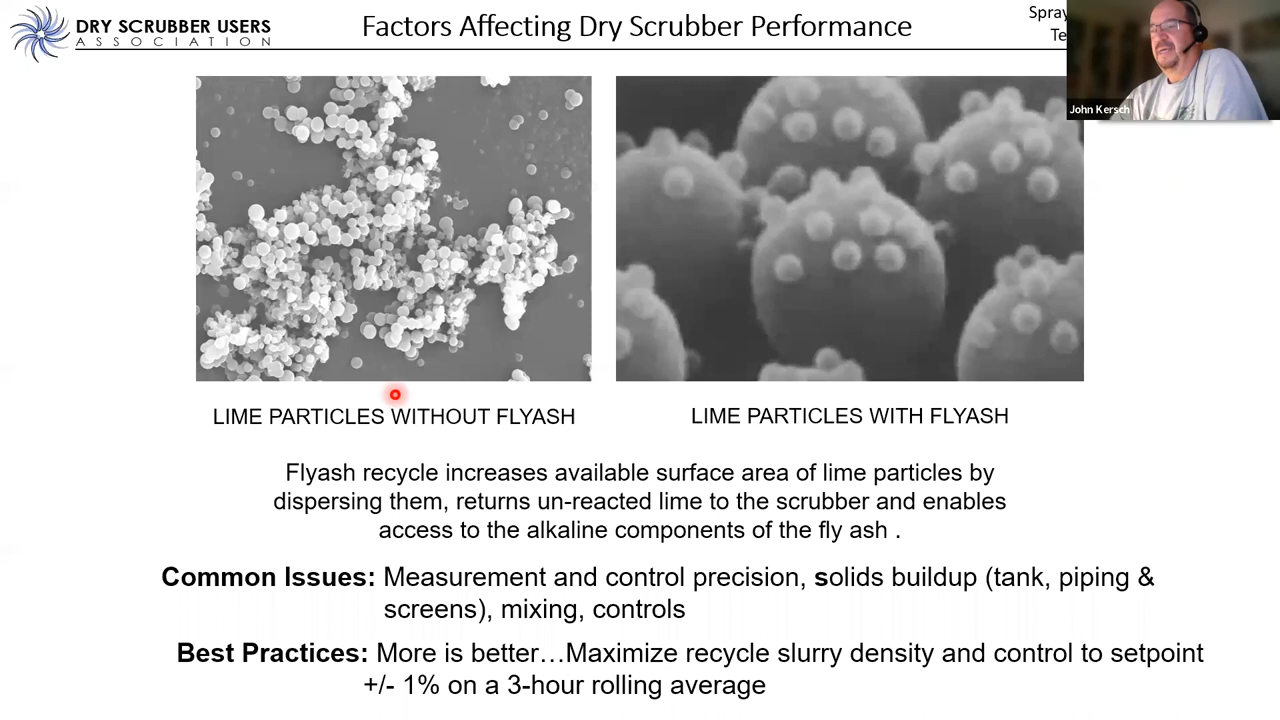 DRY SCRUBBER USERS
ASSOCIATION
Factors Affecting Dry Scrubber Performance
Spray
Te
John Kersch
LIME PARTICLES WITHOUT FLYASH
LIME PARTICLES WITH FLYASH
Flyash recycle increases available surface area of lime particles by
dispersing them, returns un-reacted lime to the scrubber and enables
access to the alkaline components of the fly ash .
Common Issues: Measurement and control precision, solids buildup (tank, piping &
screens), mixing, controls
Best Practices: More is better…Maximize recycle slurry density and control to setpoint
+/- 1% on a 3-hour rolling average